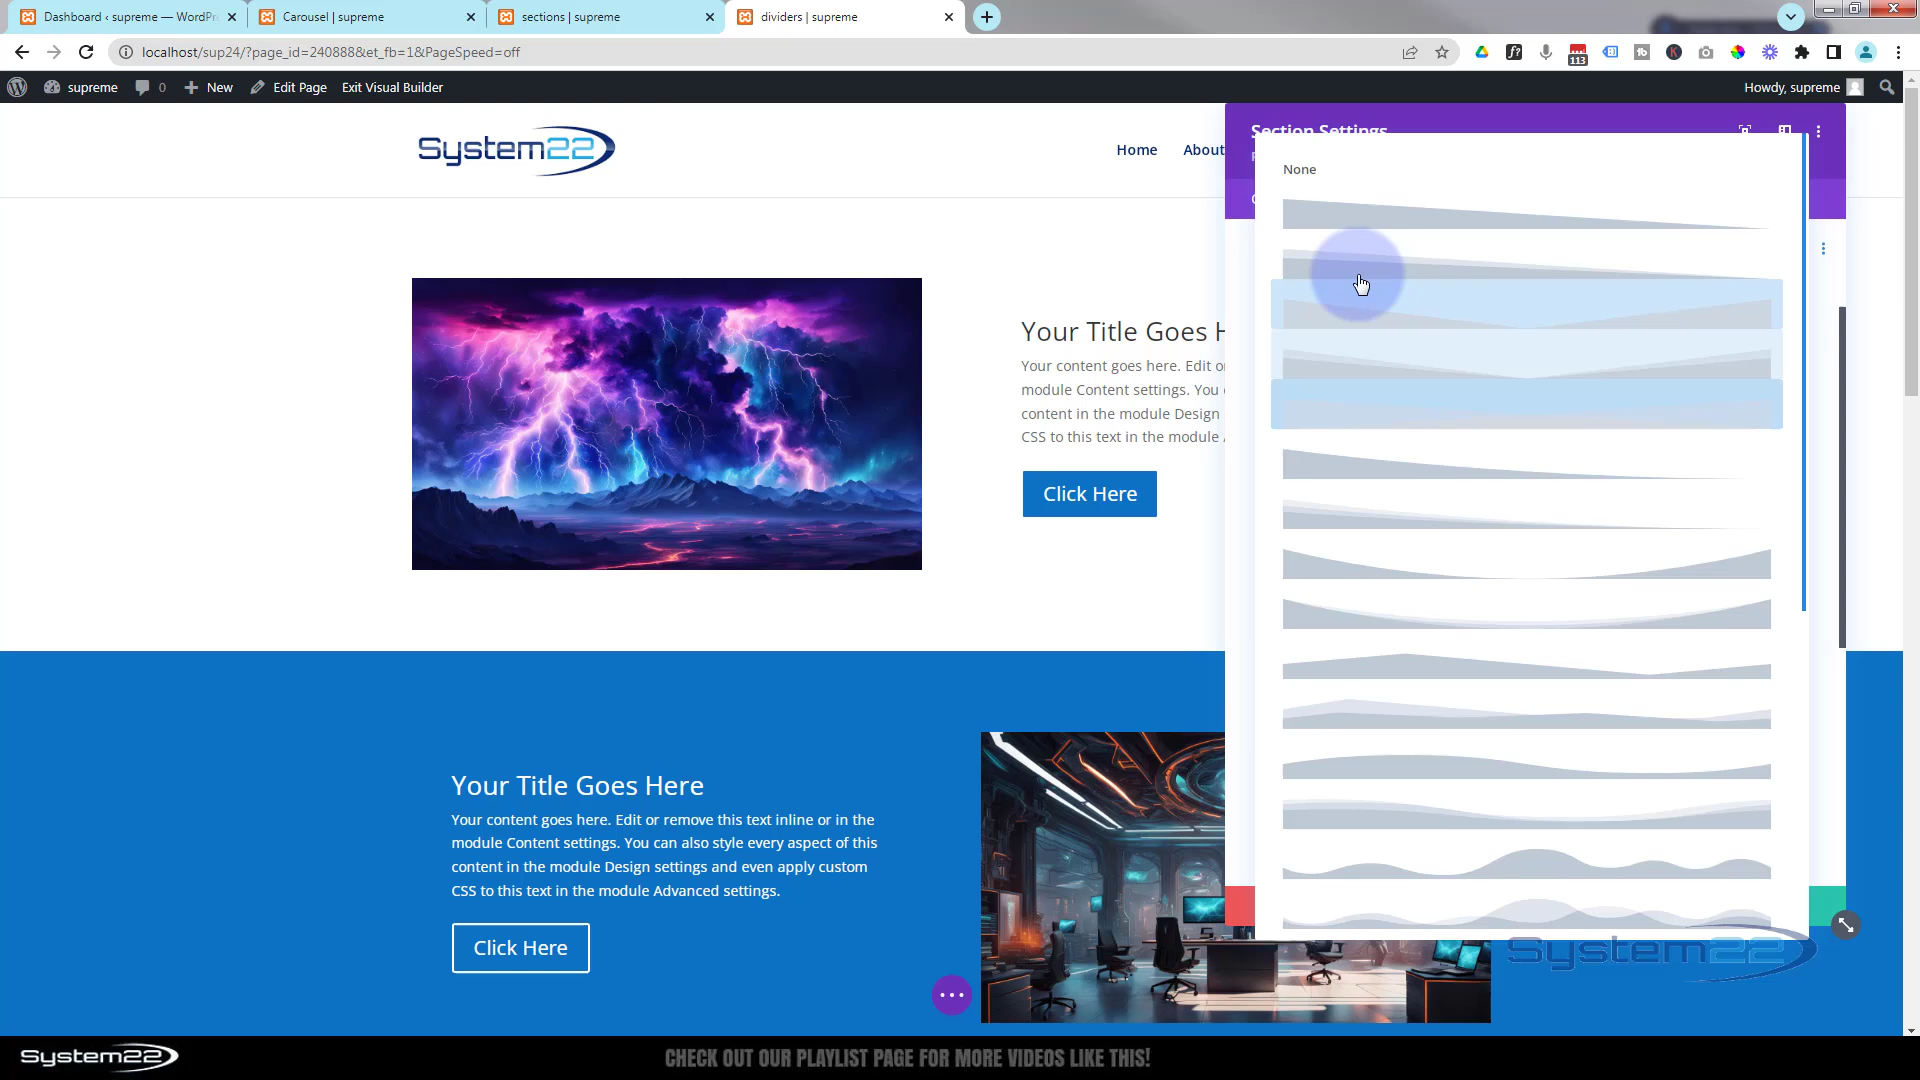 Dashboard ‹ supreme — WordPr
Carousel | supreme
sections | supreme
dividers | supreme
localhost/sup24/?page_id=240888&et_fb=1&PageSpeed=off
113
supreme
0
New
Edit Page
Exit Visual Builder
Howdy, supreme
System22
Home
About
Section Settings
None
Your Title Goes H
Your content goes here. Edit or
module Content settings. You
content in the module Design
CSS to this text in the module
Click Here
Your Title Goes Here
Your content goes here. Edit or remove this text inline or in the
module Content settings. You can also style every aspect of this
content in the module Design settings and even apply custom
CSS to this text in the module Advanced settings.
Click Here
System22
System22
CHECK OUT OUR PLAYLIST PAGE FOR MORE VIDEOS LIKE THIS!